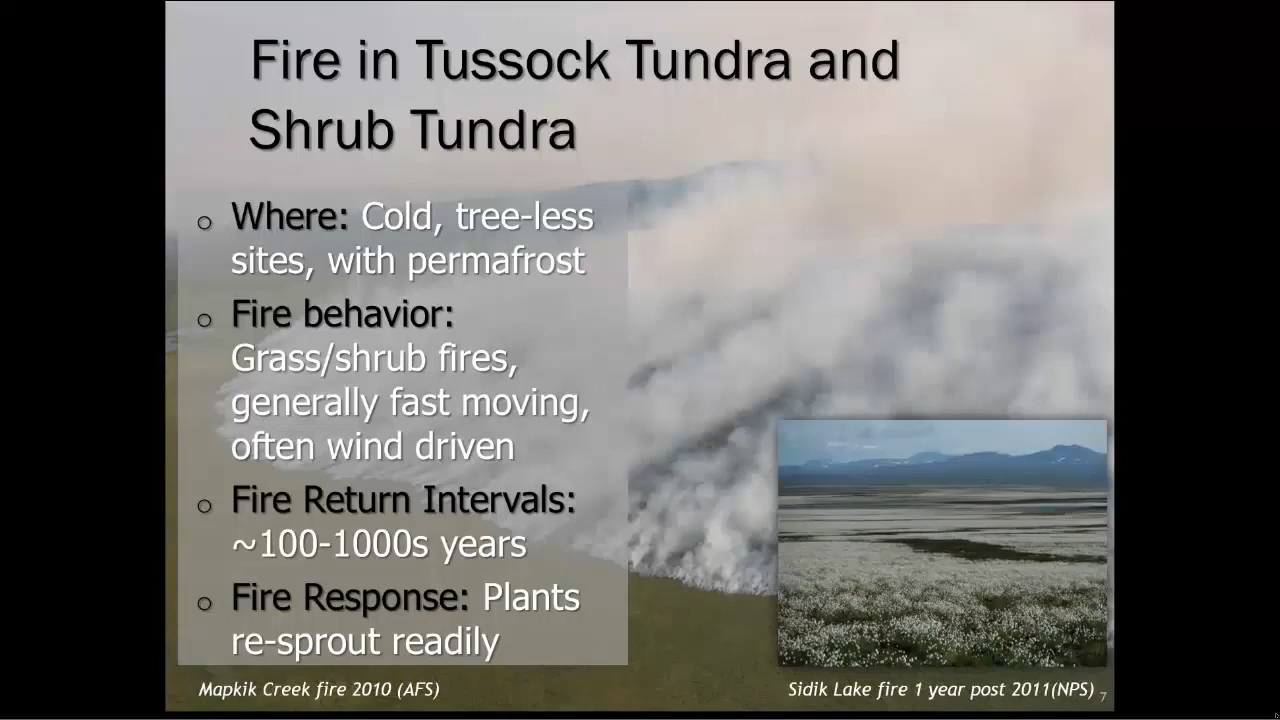 Fire in Tussock Tundra and
Shrub Tundra
o Where: Cold, tree-less
sites, with permafrost
o Fire behavior:
Grass/shrub fires,
generally fast moving,
often wind driven
o Fire Return Intervals:
~100-1000s years
o Fire Response: Plants
re-sprout readily
Mapkik Creek fire 2010 (AFS)
Sidik Lake fire 1 year post 2011(NPS) 7